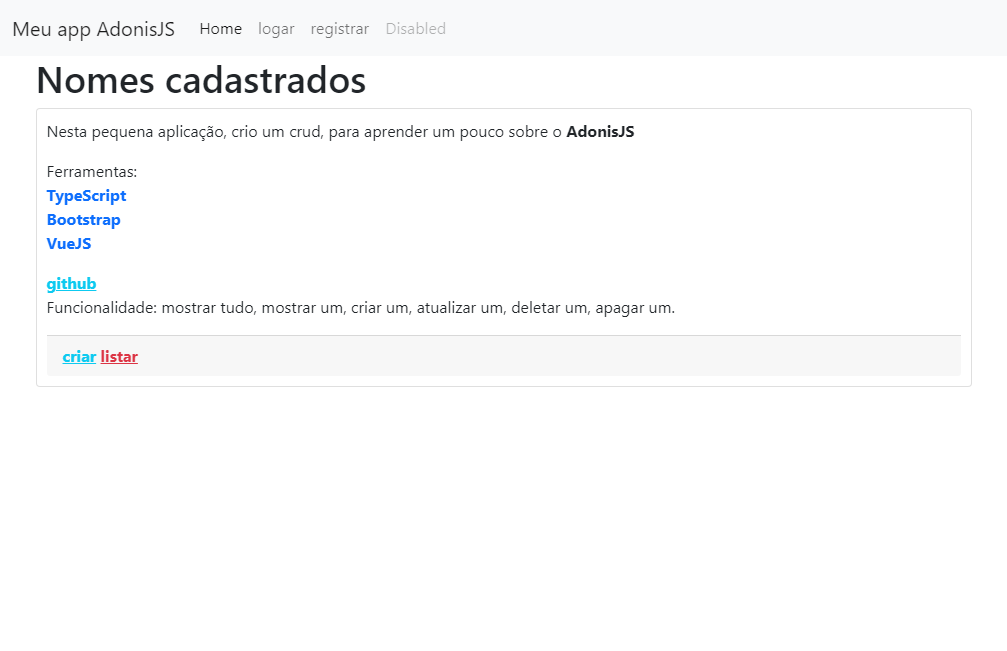 Meu app AdonisJS Home logar registrar Disabled
Nomes cadastrados
Nesta pequena aplicação, crio um crud, para aprender um pouco sobre o AdonisJS
Ferramentas:
TypeScript
Bootstrap
VueJS
github
Funcionalidade: mostrar tudo, mostrar um, criar um, atualizar um, deletar um, apagar um.
criar listar